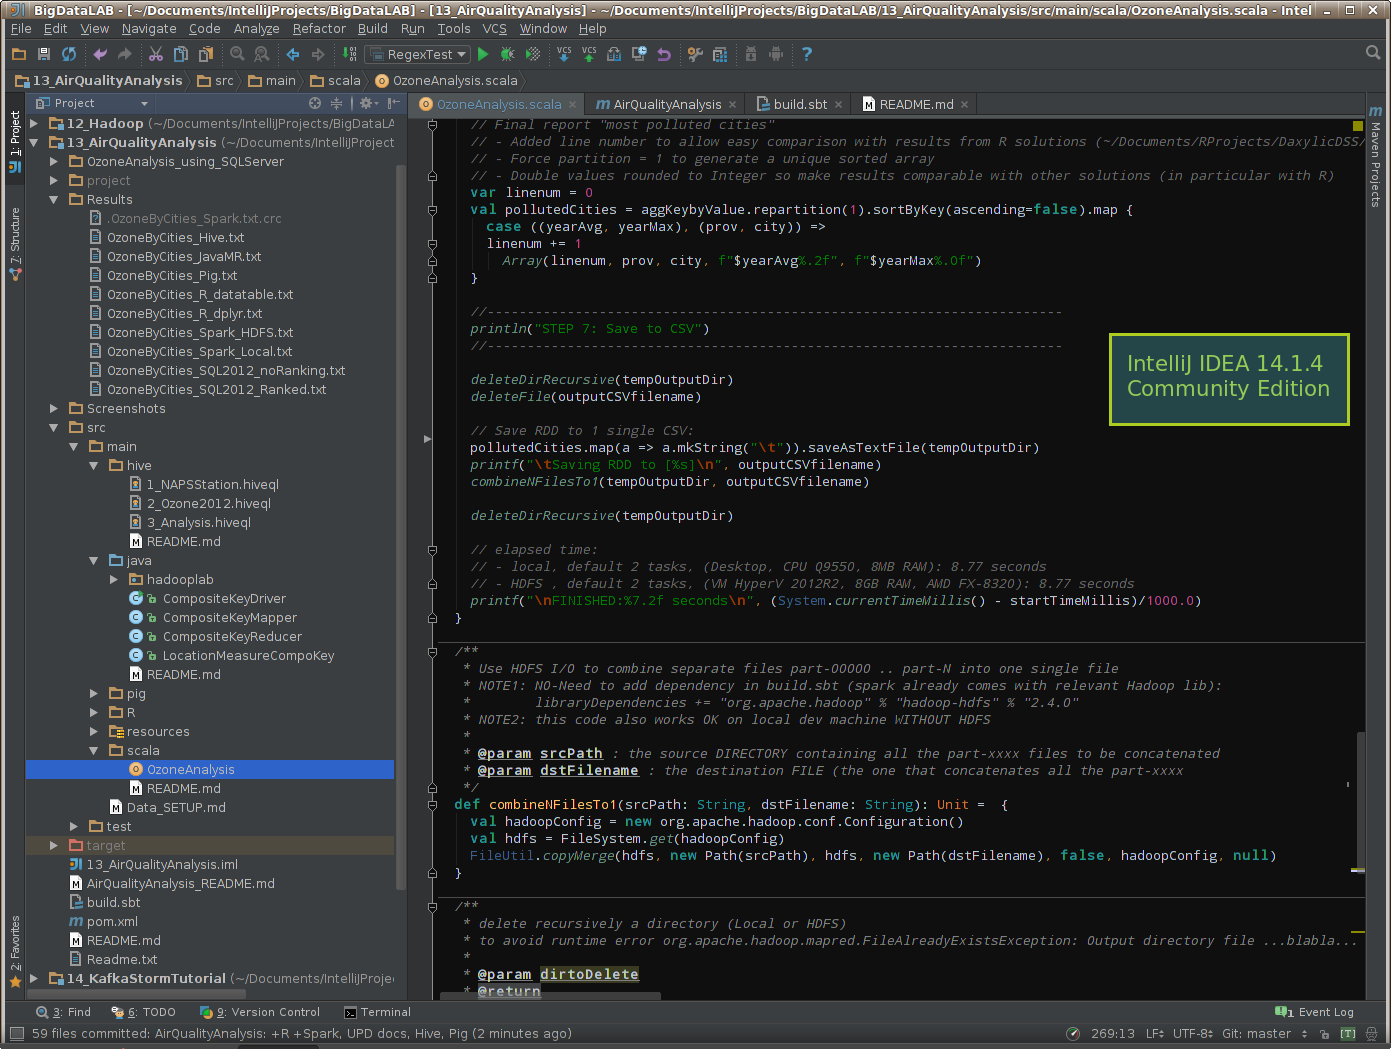 BigDataLAB - [~/Documents/IntelliJProjects/BigDataLAB] - [13_AirQualityAnalysis] - ~/Documents/IntelliJProjects/BigDataLAB/13_AirQualityAnalysis/src/main/scala/OzoneAnalysis.scala - Intel
File Edit View Navigate Code Analyze Refactor Build Run Tools VCS Window Help
RegexTest VCS VCS ?
13_AirQualityAnalysis src main scala OzoneAnalysis.scala
Project
OzoneAnalysis.scala AirQualityAnalysis build.sbt README.md
1: Project
7: Structure
2: Favorites
Maven Projects
12_Hadoop (~/Documents/IntellijProjects/BigDataLA
13_AirQualityAnalysis (~/Documents/IntellijProject
OzoneAnalysis_using_SQLServer
project
Results
.OzoneByCities_Spark.txt.crc
OzoneByCities_Hive.txt
OzoneByCities_JavaMR.txt
OzoneByCities_Pig.txt
OzoneByCities_R_datatable.txt
OzoneByCities_R_dplyr.txt
OzoneByCities_Spark_HDFS.txt
OzoneByCities_Spark_Local.txt
OzoneByCities_SQL2012_noRanking.txt
OzoneByCities_SQL2012_Ranked.txt
Screenshots
src
main
hive
1_NAPSStation.hiveql
2_Ozone2012.hiveql
3_Analysis.hiveql
README.md
java
hadooplab
CompositeKeyDriver
CompositeKeyMapper
CompositeKeyReducer
LocationMeasureCompoKey
README.md
pig
R
resources
scala
OzoneAnalysis
README.md
Data_SETUP.md
test
target
13_AirQualityAnalysis.iml
AirQualityAnalysis_README.md
build.sbt
pom.xml
README.md
Readme.txt
14_KafkaStormTutorial (~/Documents/IntellijProje
// Final report "most polluted cities"
// - Added line number to allow easy comparison with results from R solutions (~/Documents/RProjects/DaxylicDSS/
// - Force partition = 1 to generate a unique sorted array
// - Double values rounded to Integer so make results comparable with other solutions (in particular with R)
var linenum = 0
val pollutedCities = aggKeybyValue.repartition(1).sortByKey(ascending=false).map {
case ((yearAvg, yearMax), (prov, city)) =>
linenum += 1
Array(linenum, prov, city, f"$yearAvg%.2f", f"$yearMax%.0f")
}
//----------------------------------------------------------------------
println("STEP 7: Save to CSV")
//----------------------------------------------------------------------
deleteDirRecursive(tempOutputDir)
deleteFile(outputCSVfilename)
// Save RDD to 1 single CSV:
pollutedCities.map(a => a.mkString("\t")).saveAsTextFile(tempOutputDir)
printf("\tSaving RDD to [%s]\n", outputCSVfilename)
combineNFilesTo1(tempOutputDir, outputCSVfilename)
deleteDirRecursive(tempOutputDir)
// elapsed time:
// - local, default 2 tasks, (Desktop, CPU Q9550, 8MB RAM): 8.77 seconds
// - HDFS , default 2 tasks, (VM HyperV 2012R2, 8GB RAM, AMD FX-8320): 8.77 seconds
printf("\nFINISHED:%7.2f seconds\n", (System.currentTimeMillis() - startTimeMillis)/1000.0)
}
/**
* Use HDFS I/O to combine separate files part-00000 .. part-N into one single file
* NOTE1: NO-Need to add dependency in build.sbt (spark already comes with relevant Hadoop lib):
* libraryDependencies += "org.apache.hadoop" % "hadoop-hdfs" % "2.4.0"
* NOTE2: this code also works OK on local dev machine WITHOUT HDFS
*
* @param srcPath : the source DIRECTORY containing all the part-xxxx files to be concatenated
* @param dstFilename : the destination FILE (the one that concatenates all the part-xxxx
*/
def combineNFilesTo1(srcPath: String, dstFilename: String): Unit = {
val hadoopConfig = new org.apache.hadoop.conf.Configuration()
val hdfs = FileSystem.get(hadoopConfig)
FileUtil.copyMerge(hdfs, new Path(srcPath), hdfs, new Path(dstFilename), false, hadoopConfig, null)
}
/**
* delete recursively a directory (Local or HDFS)
* to avoid runtime error org.apache.hadoop.mapred.FileAlreadyExistsException: Output directory file ...blabla...
*
* @param dirtoDelete
* @return
IntelliJ IDEA 14.1.4
Community Edition
3: Find 6: TODO 9: Version Control Terminal 1 Event Log
59 files committed: AirQualityAnalysis: +R +Spark, UPD docs, Hive, Pig (2 minutes ago) 269:13 LF UTF-8 Git: master [T]